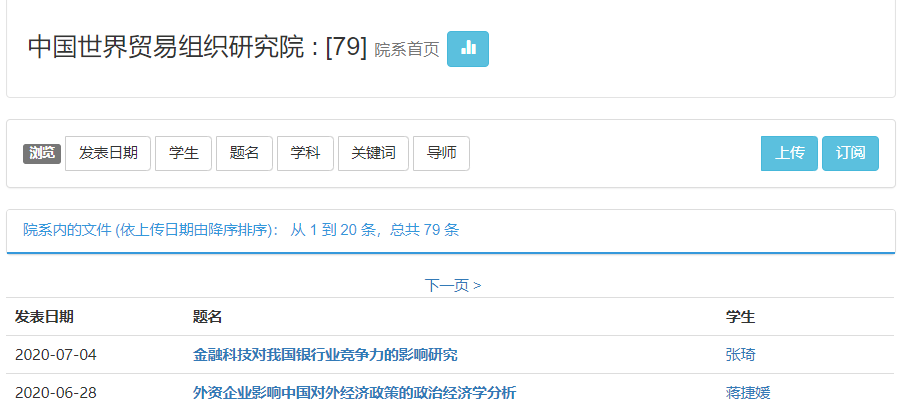 中国世界贸易组织研究院 : [79] 院系首页
浏览 发表日期 学生 题名 学科 关键词 导师 上传 订阅
院系内的文件 (依上传日期由降序排序)： 从 1 到 20 条，总共 79 条
下一页 >
发表日期 题名 学生
2020-07-04 金融科技对我国银行业竞争力的影响研究 张琦
2020-06-28 外资企业影响中国对外经济政策的政治经济学分析 蒋捷媛